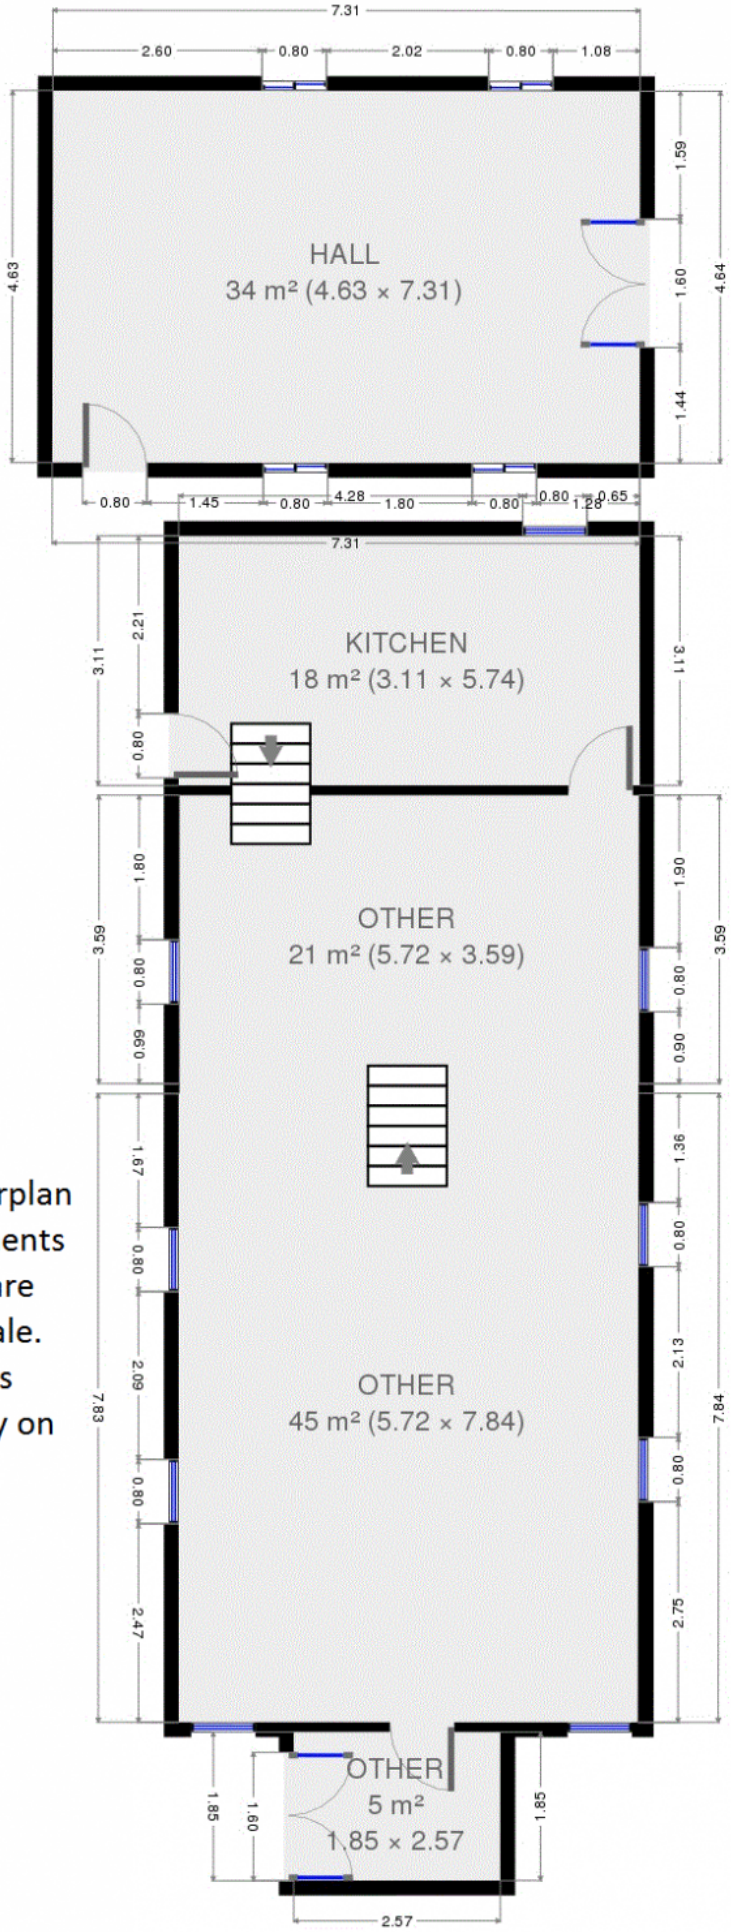 7.31
2.60 0.80 2.02 0.80 1.08
4.63
1.59
1.60
4.64
1.44
HALL
34 m² (4.63 × 7.31)
4.28 0.80 0.65
0.80 1.45 0.80 1.80 0.80 1.28
7.31
3.11
2.21
0.80
3.11
KITCHEN
18 m² (3.11 × 5.74)
3.59
1.80
0.80
0.99
1.90
0.80
0.90
3.59
OTHER
21 m² (5.72 × 3.59)
7.83
1.67
0.80
2.09
0.80
2.47
1.36
0.80
2.13
0.80
2.75
7.84
rplan
ents
are
ale.
s
y on
OTHER
45 m² (5.72 × 7.84)
OTHER
5 m²
1.85 × 2.57
1.85
1.60
1.85
2.57